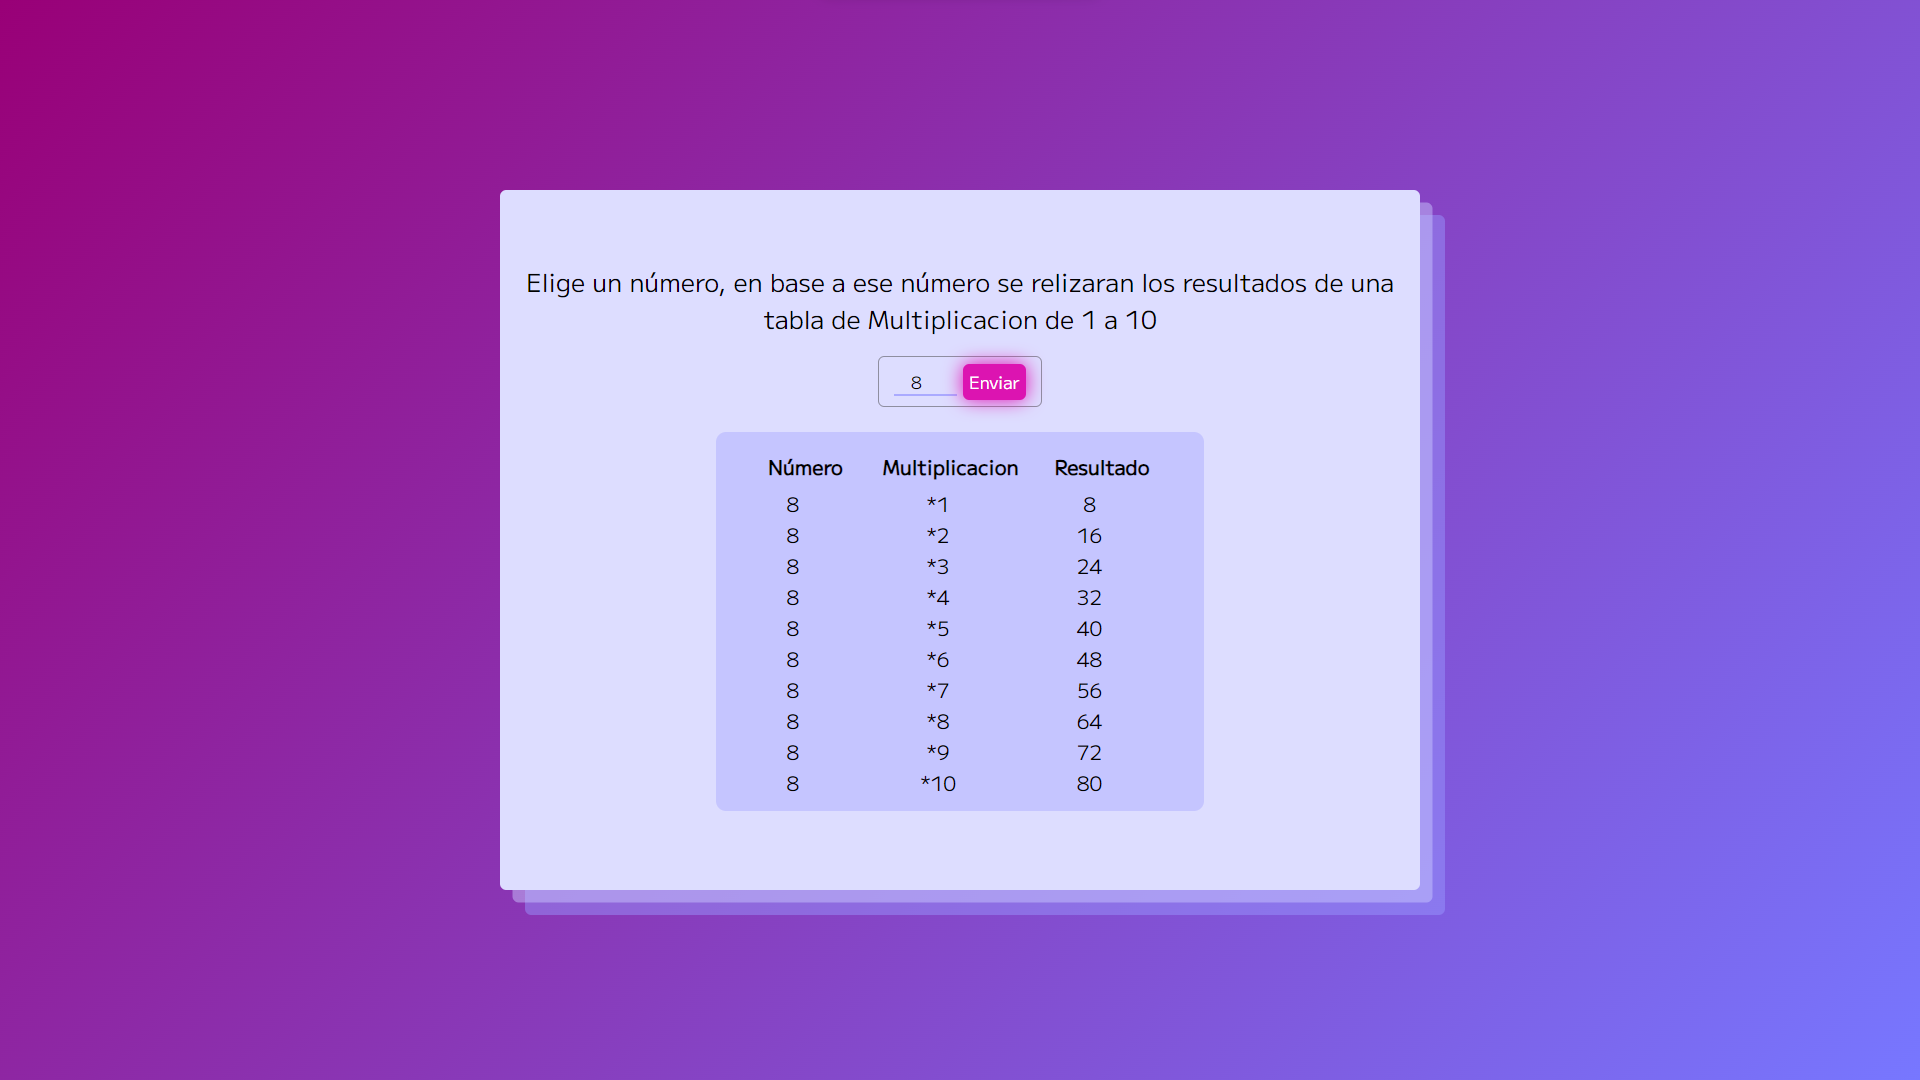 Elige un número, en base a ese número se relizaran los resultados de una
tabla de Multiplicacion de 1 a 10
8 Enviar
Número Multiplicacion Resultado
8 *1 8
8 *2 16
8 *3 24
8 *4 32
8 *5 40
8 *6 48
8 *7 56
8 *8 64
8 *9 72
8 *10 80